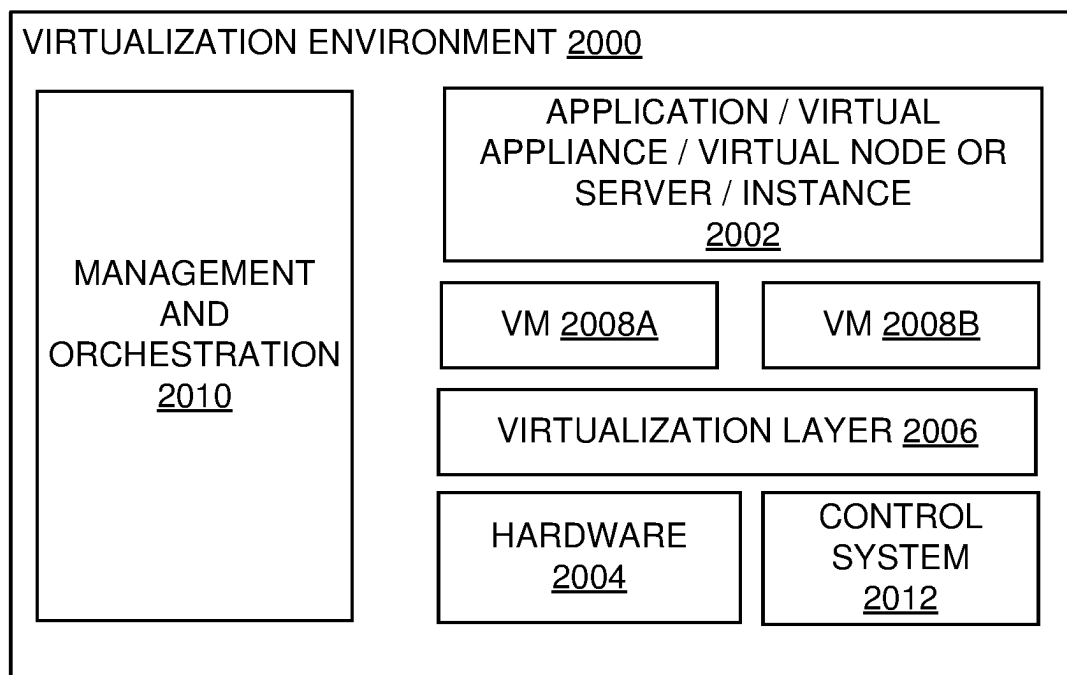 VIRTUALIZATION ENVIRONMENT 2000
MANAGEMENT
AND
ORCHESTRATION
2010
APPLICATION / VIRTUAL
APPLIANCE / VIRTUAL NODE OR
SERVER / INSTANCE
2002
VM 2008A
VM 2008B
VIRTUALIZATION LAYER 2006
HARDWARE
2004
CONTROL
SYSTEM
2012